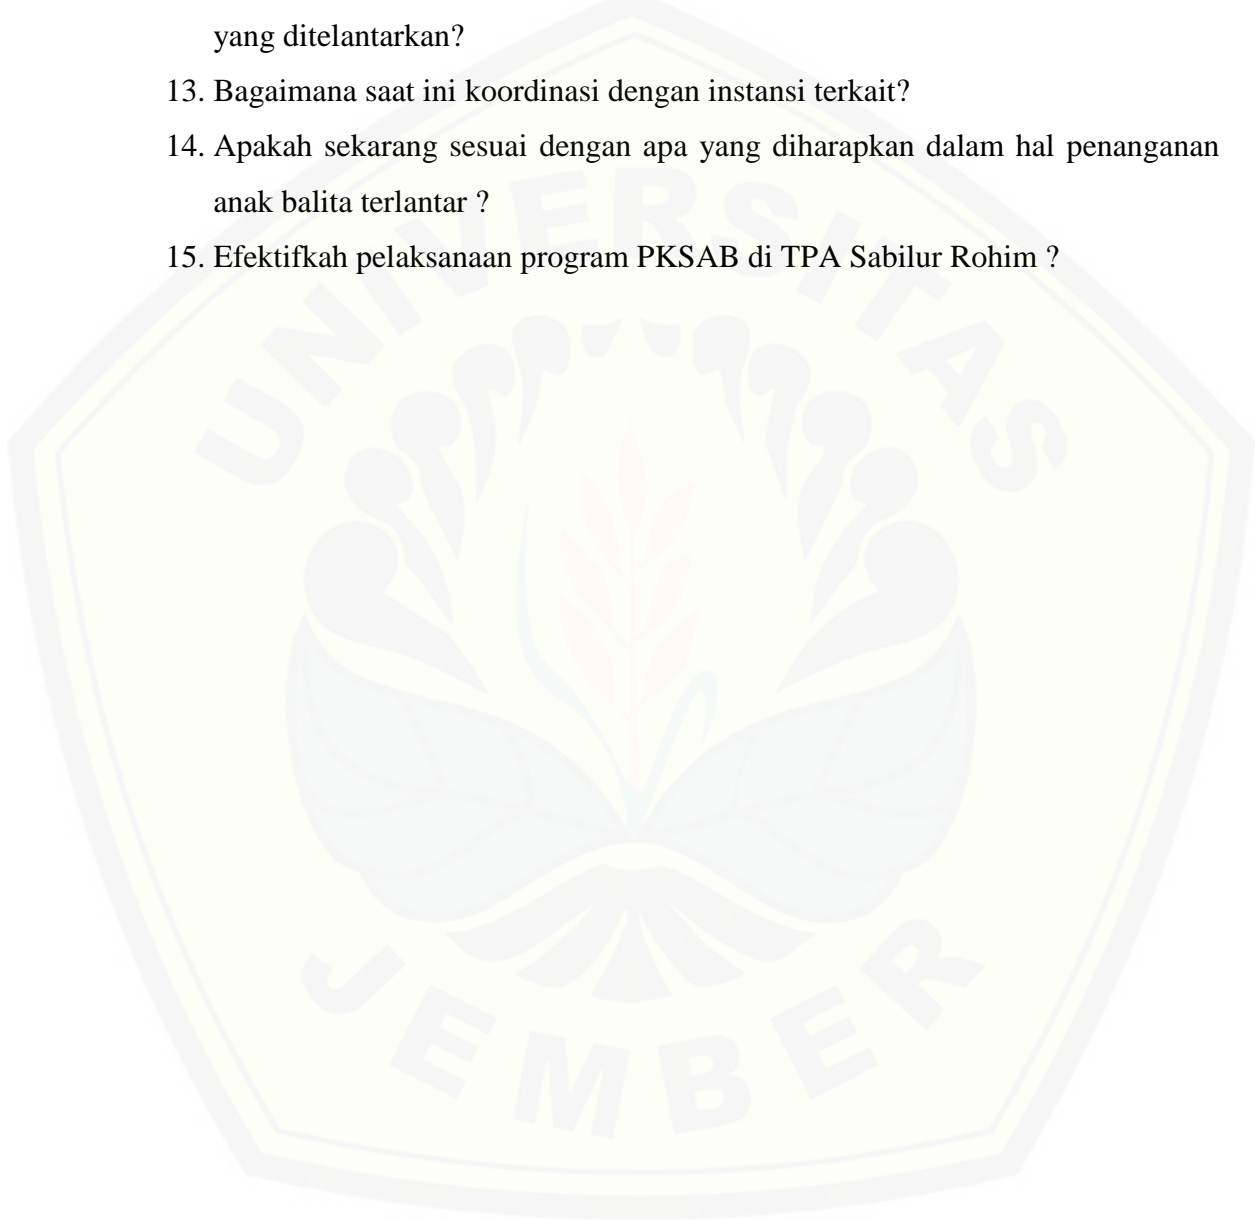 yang ditelantarkan?
13. Bagaimana saat ini koordinasi dengan instansi terkait?
14. Apakah sekarang sesuai dengan apa yang diharapkan dalam hal penanganan
anak balita terlantar ?
15. Efektifkah pelaksanaan program PKSAB di TPA Sabilur Rohim ?
UNIVERSITAS
JEMBER